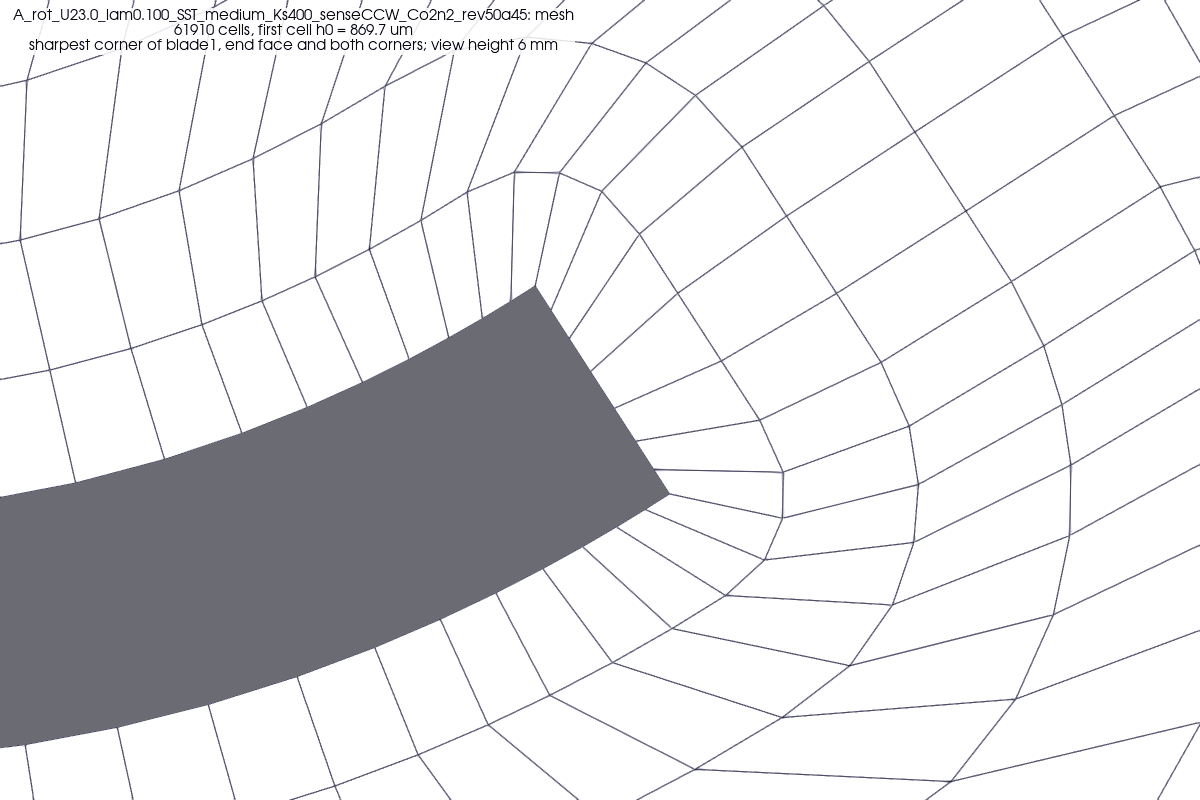 A_rot_U23.0_lam0.100_SST_medium_Ks400_senseCCW_Co2n2_rev50a45: mesh
61910 cells, first cell h0 = 869.7 um
sharpest corner of blade1, end face and both corners; view height 6 mm